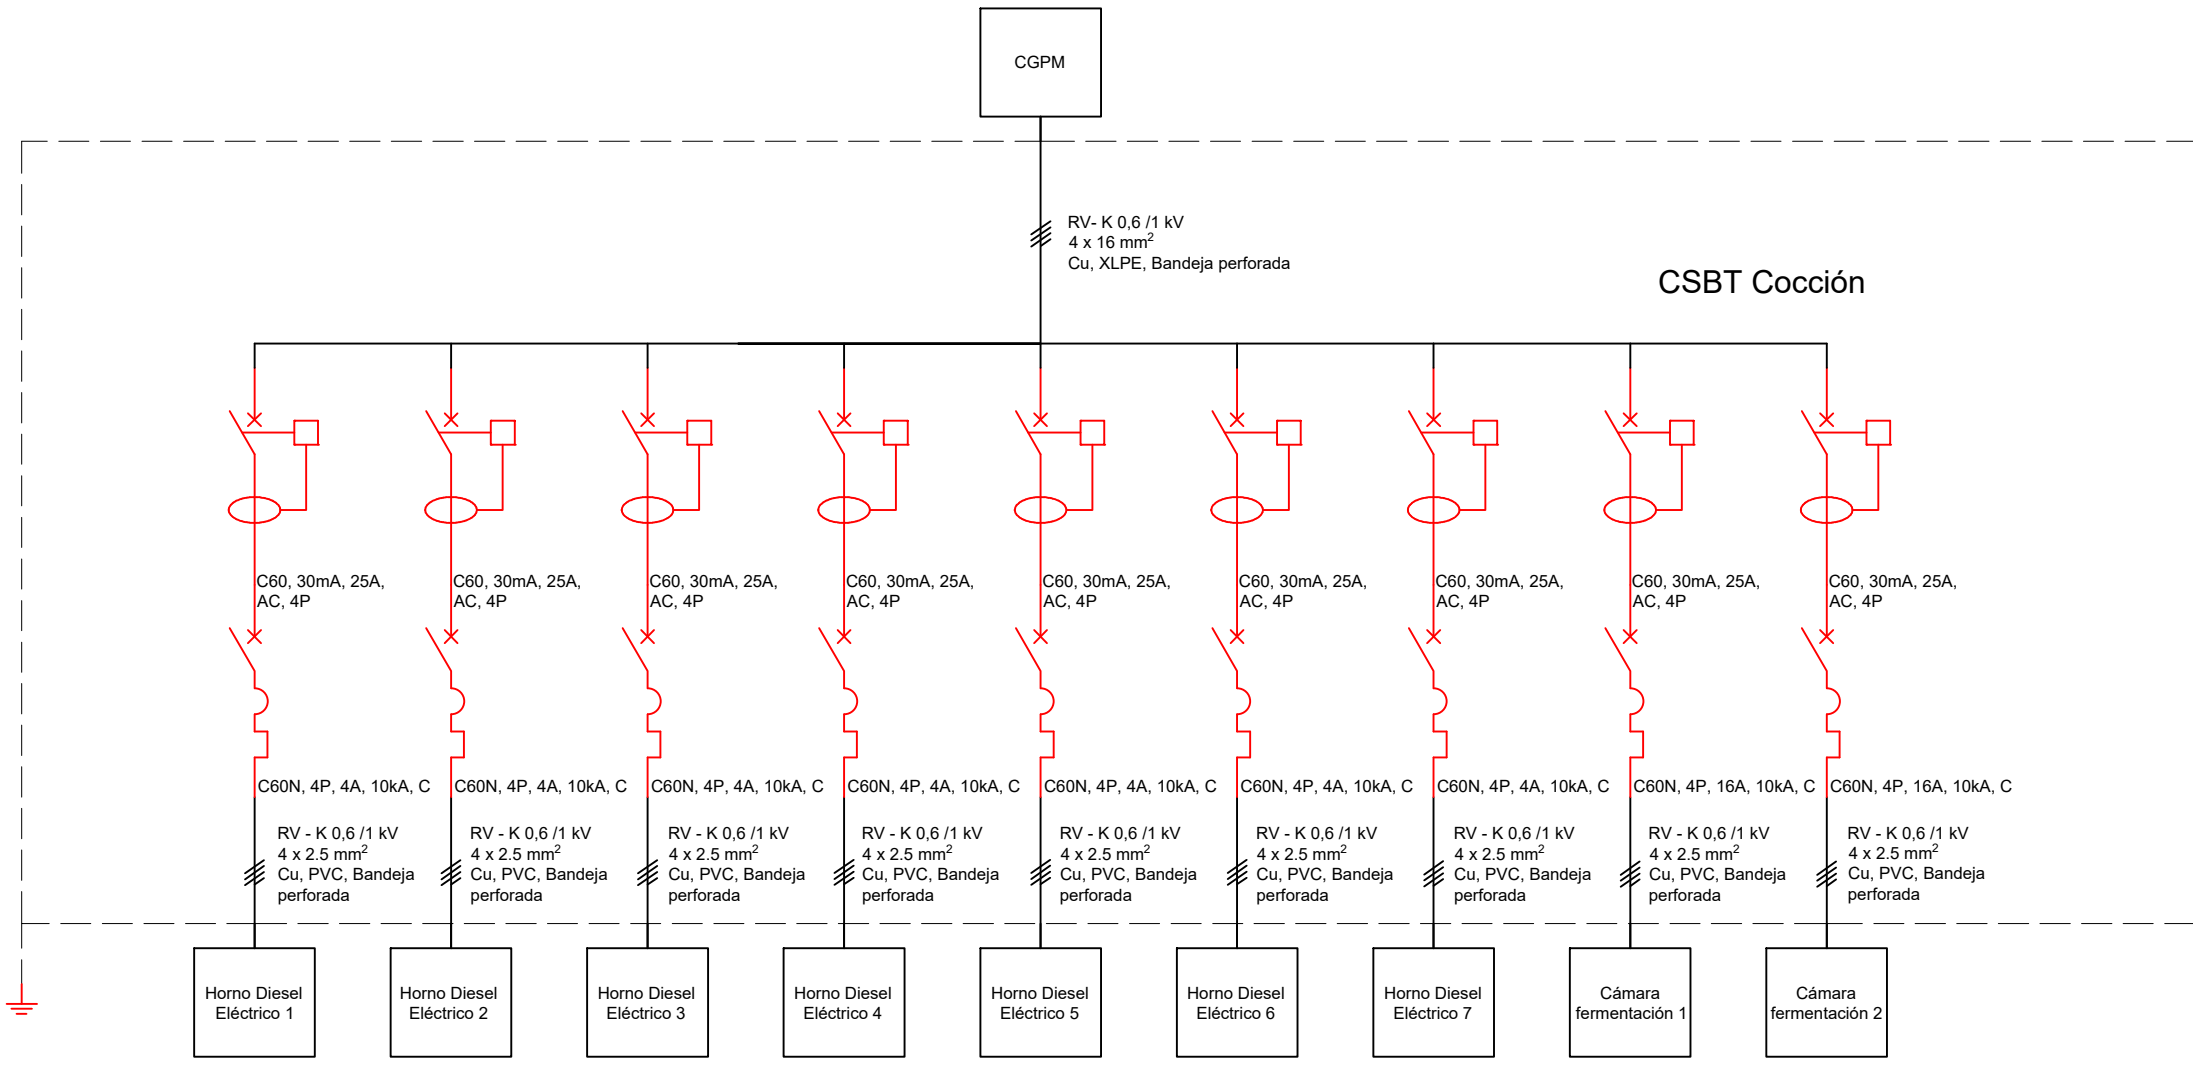 CGPM
RV- K 0,6 /1 kV
4 x 16 mm²
Cu, XLPE, Bandeja perforada
CSBT Cocción
C60, 30mA, 25A,
AC, 4P
C60, 30mA, 25A,
AC, 4P
C60, 30mA, 25A,
AC, 4P
C60, 30mA, 25A,
AC, 4P
C60, 30mA, 25A,
AC, 4P
C60, 30mA, 25A,
AC, 4P
C60, 30mA, 25A,
AC, 4P
C60, 30mA, 25A,
AC, 4P
C60, 30mA, 25A,
AC, 4P
C60N, 4P, 4A, 10kA, C
C60N, 4P, 4A, 10kA, C
C60N, 4P, 4A, 10kA, C
C60N, 4P, 4A, 10kA, C
C60N, 4P, 4A, 10kA, C
C60N, 4P, 4A, 10kA, C
C60N, 4P, 4A, 10kA, C
C60N, 4P, 16A, 10kA, C
C60N, 4P, 16A, 10kA, C
RV - K 0,6 /1 kV
4 x 2.5 mm²
Cu, PVC, Bandeja
perforada
RV - K 0,6 /1 kV
4 x 2.5 mm²
Cu, PVC, Bandeja
perforada
RV - K 0,6 /1 kV
4 x 2.5 mm²
Cu, PVC, Bandeja
perforada
RV - K 0,6 /1 kV
4 x 2.5 mm²
Cu, PVC, Bandeja
perforada
RV - K 0,6 /1 kV
4 x 2.5 mm²
Cu, PVC, Bandeja
perforada
RV - K 0,6 /1 kV
4 x 2.5 mm²
Cu, PVC, Bandeja
perforada
RV - K 0,6 /1 kV
4 x 2.5 mm²
Cu, PVC, Bandeja
perforada
RV - K 0,6 /1 kV
4 x 2.5 mm²
Cu, PVC, Bandeja
perforada
RV - K 0,6 /1 kV
4 x 2.5 mm²
Cu, PVC, Bandeja
perforada
Horno Diesel
Eléctrico 1
Horno Diesel
Eléctrico 2
Horno Diesel
Eléctrico 3
Horno Diesel
Eléctrico 4
Horno Diesel
Eléctrico 5
Horno Diesel
Eléctrico 6
Horno Diesel
Eléctrico 7
Cámara
fermentación 1
Cámara
fermentación 2